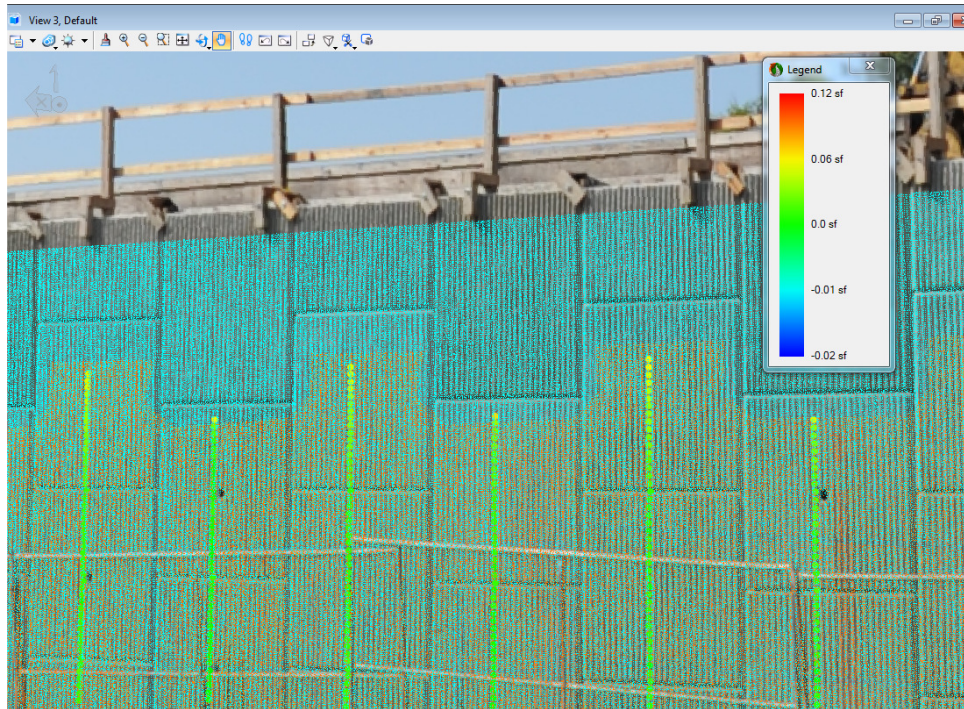 View 3, Default
1
Legend
0.12 sf
0.06 sf
0.0 sf
-0.01 sf
-0.02 sf